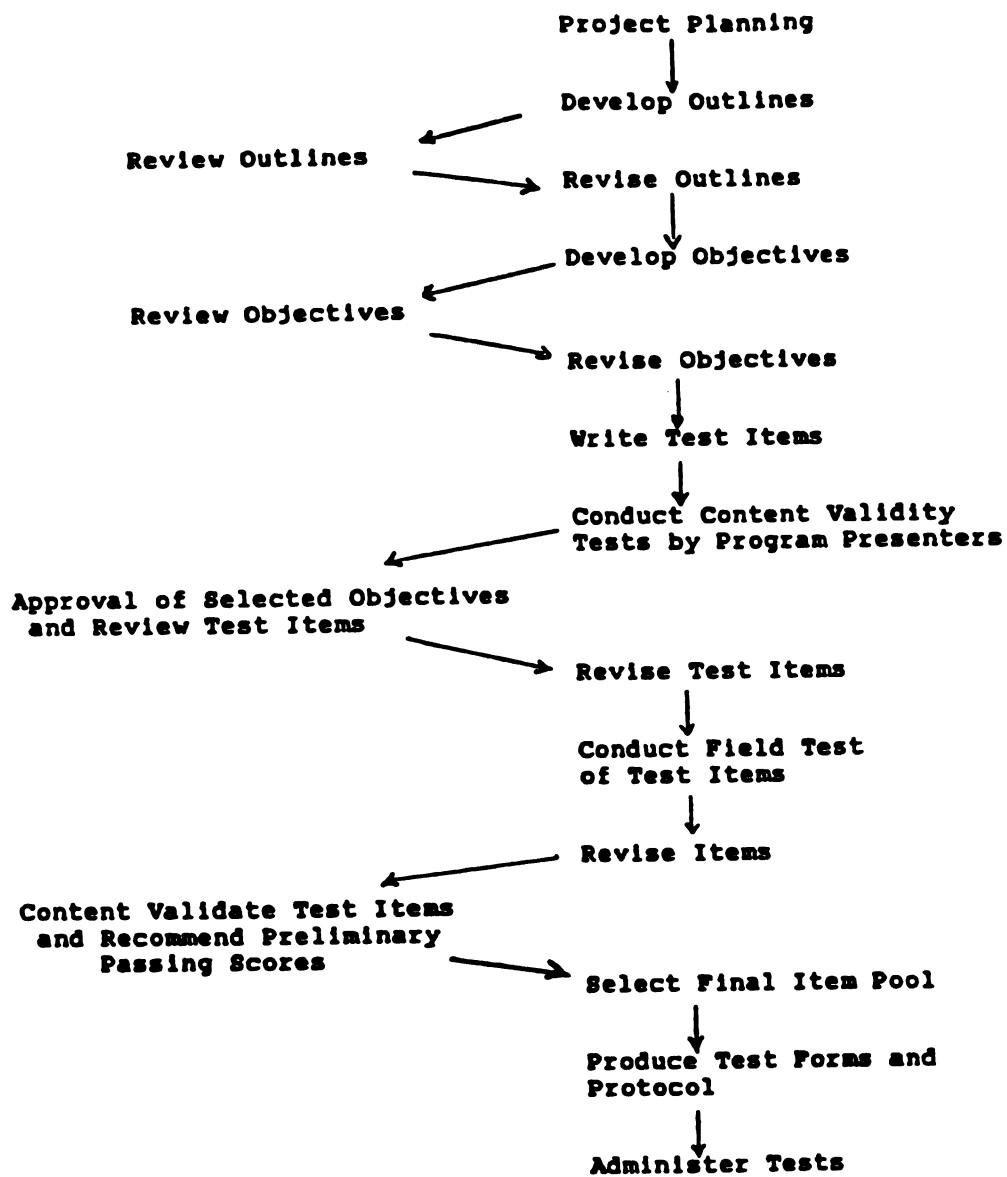 Project Planning
Develop Outlines
Review Outlines
Revise Outlines
Develop Objectives
Review Objectives
Revise Objectives
Write Test Items
Conduct Content Validity
Tests by Program Presenters
Approval of Selected Objectives
and Review Test Items
Revise Test Items
Conduct Field Test
of Test Items
Revise Items
Content Validate Test Items
and Recommend Preliminary
Passing Scores
Select Final Item Pool
Produce Test Forms and
Protocol
Administer Tests